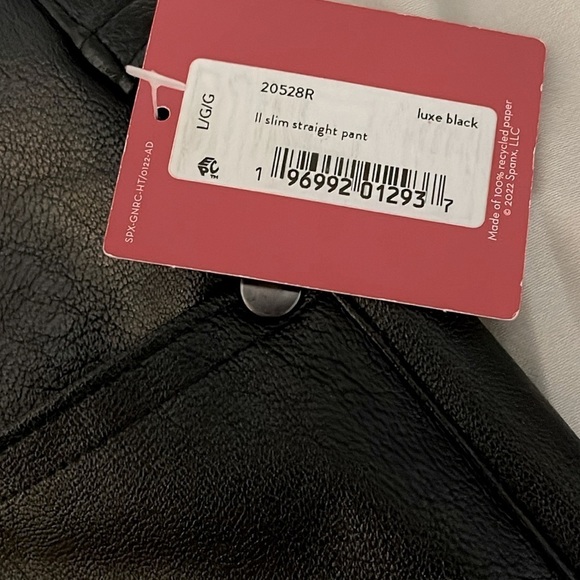 20528R
luxe black
L/G/G
ll slim straight pant
EPC™
1 96992 01293 7
SPX-GNRC-HT/0122-AD
Made of 100% recycled paper
© 2022 Spanx, LLC